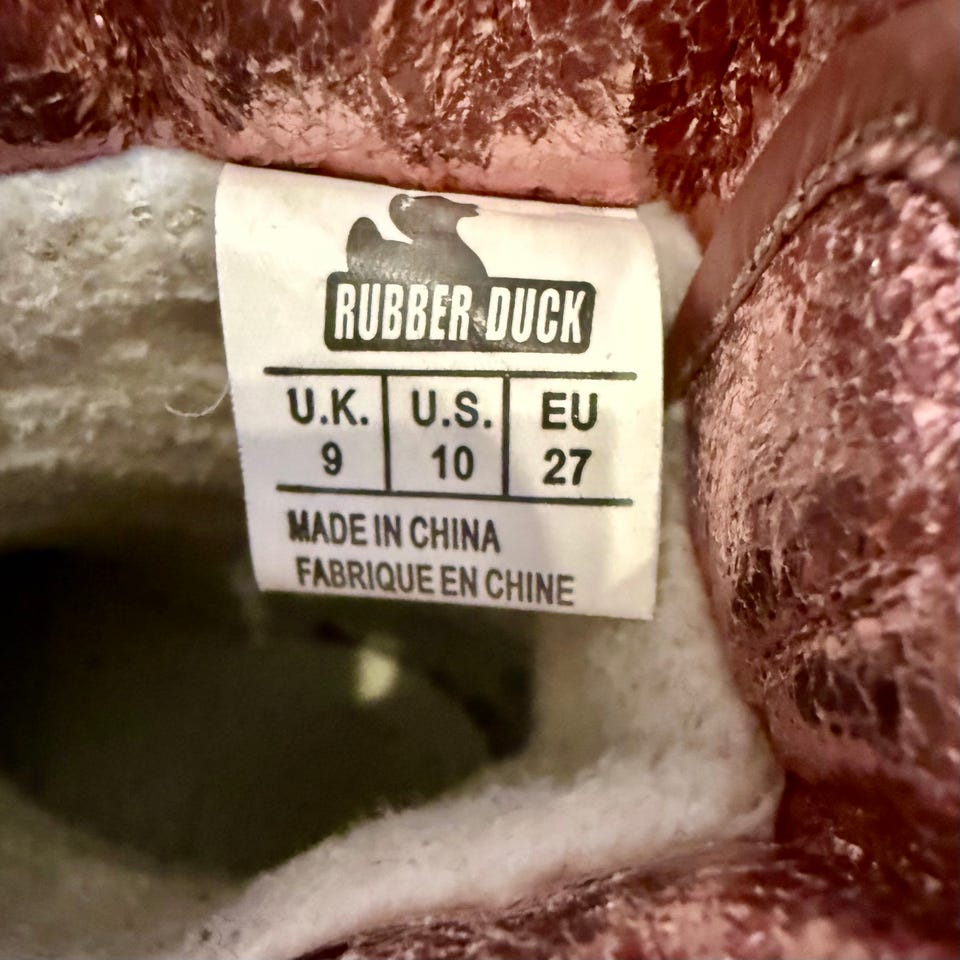 RUBBER DUCK
U.K. U.S. EU
9 10 27
MADE IN CHINA
FABRIQUE EN CHINE